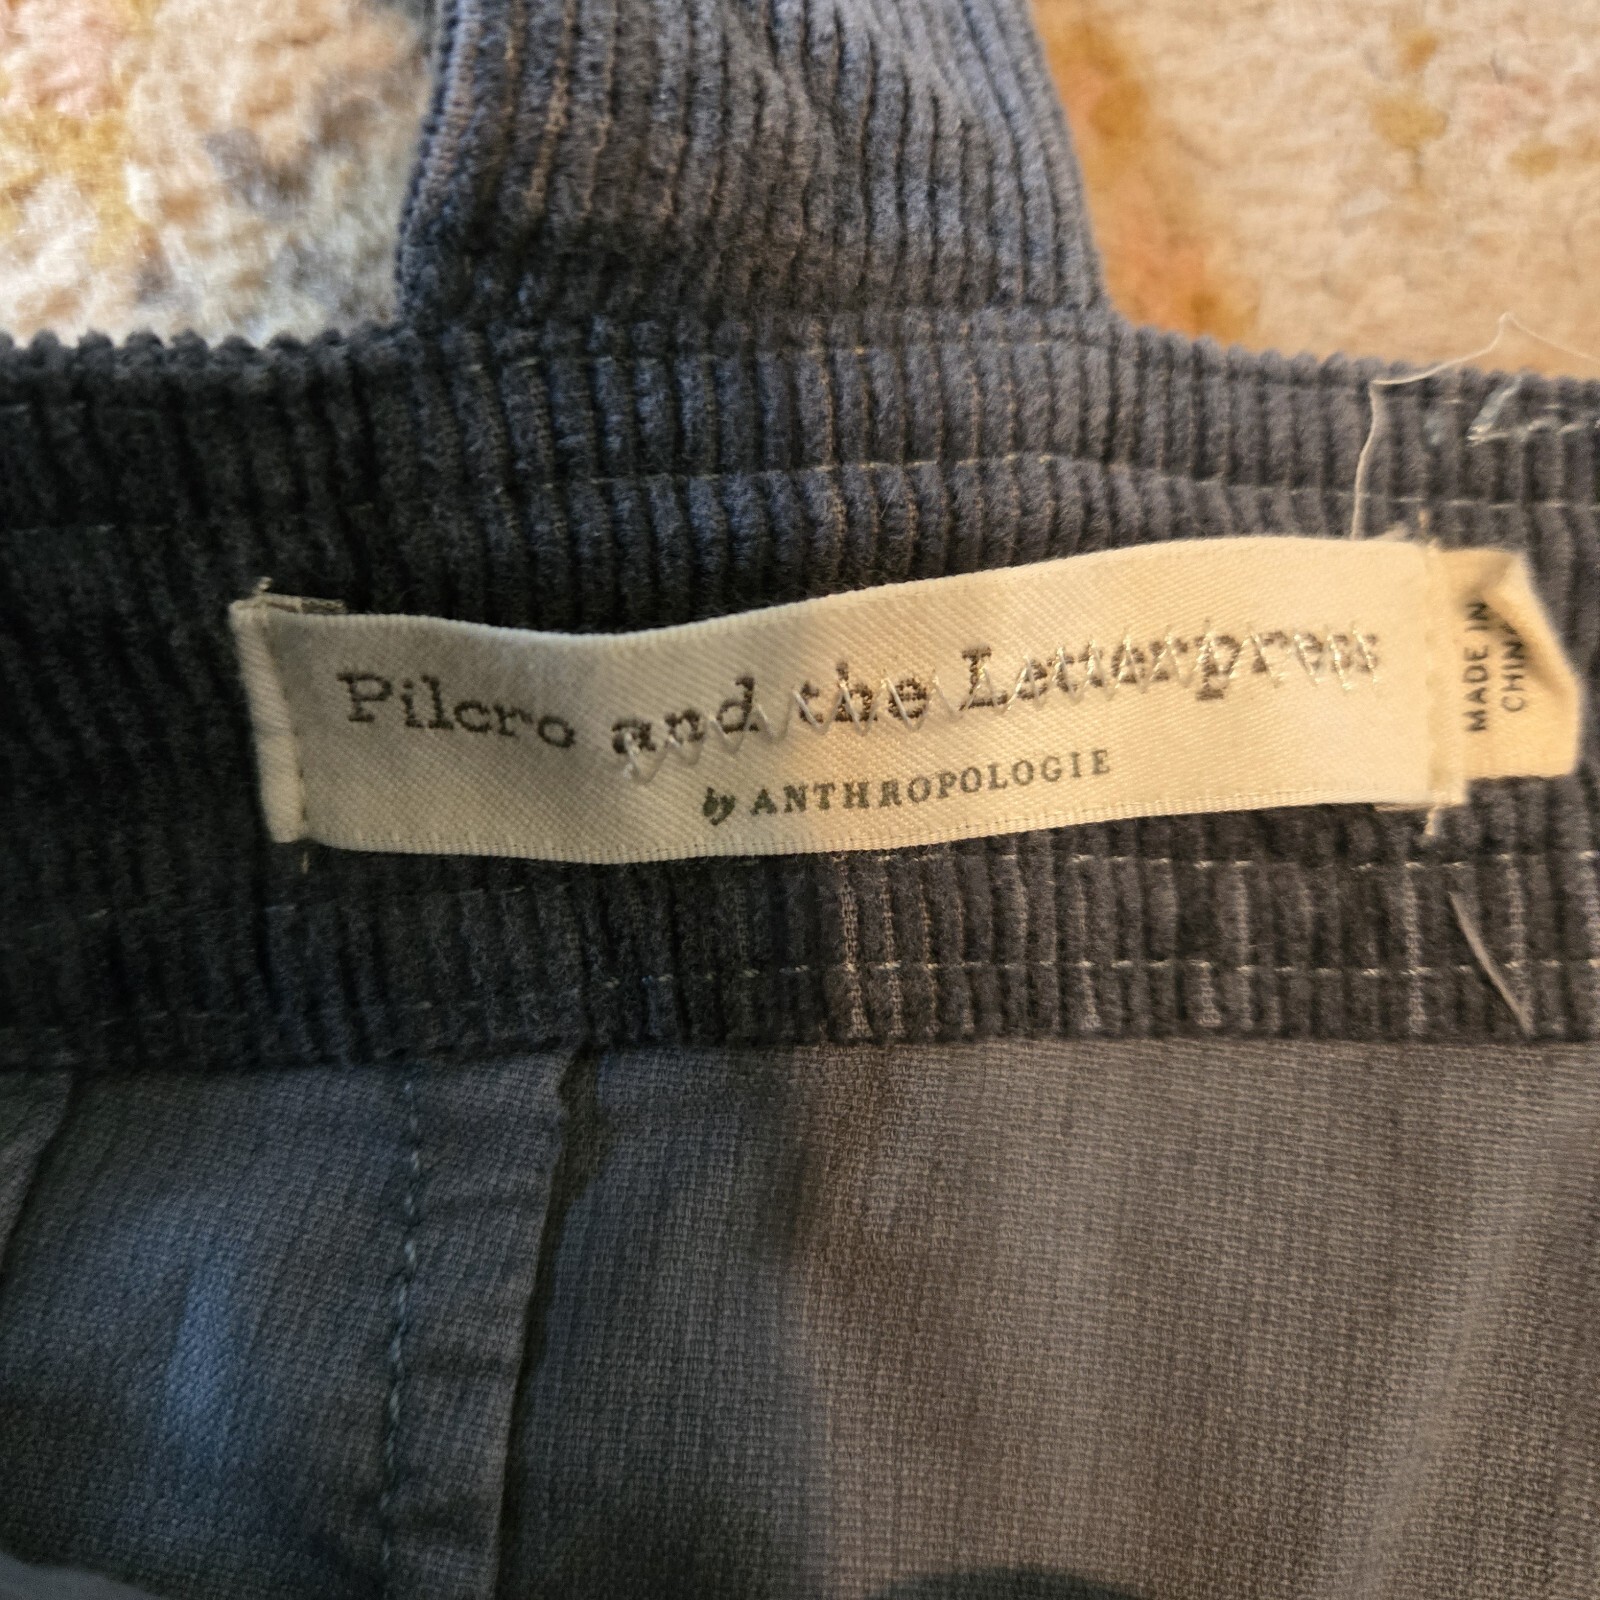 Pilcro and the Letterpress
by ANTHROPOLOGIE
MADE IN
CHINA